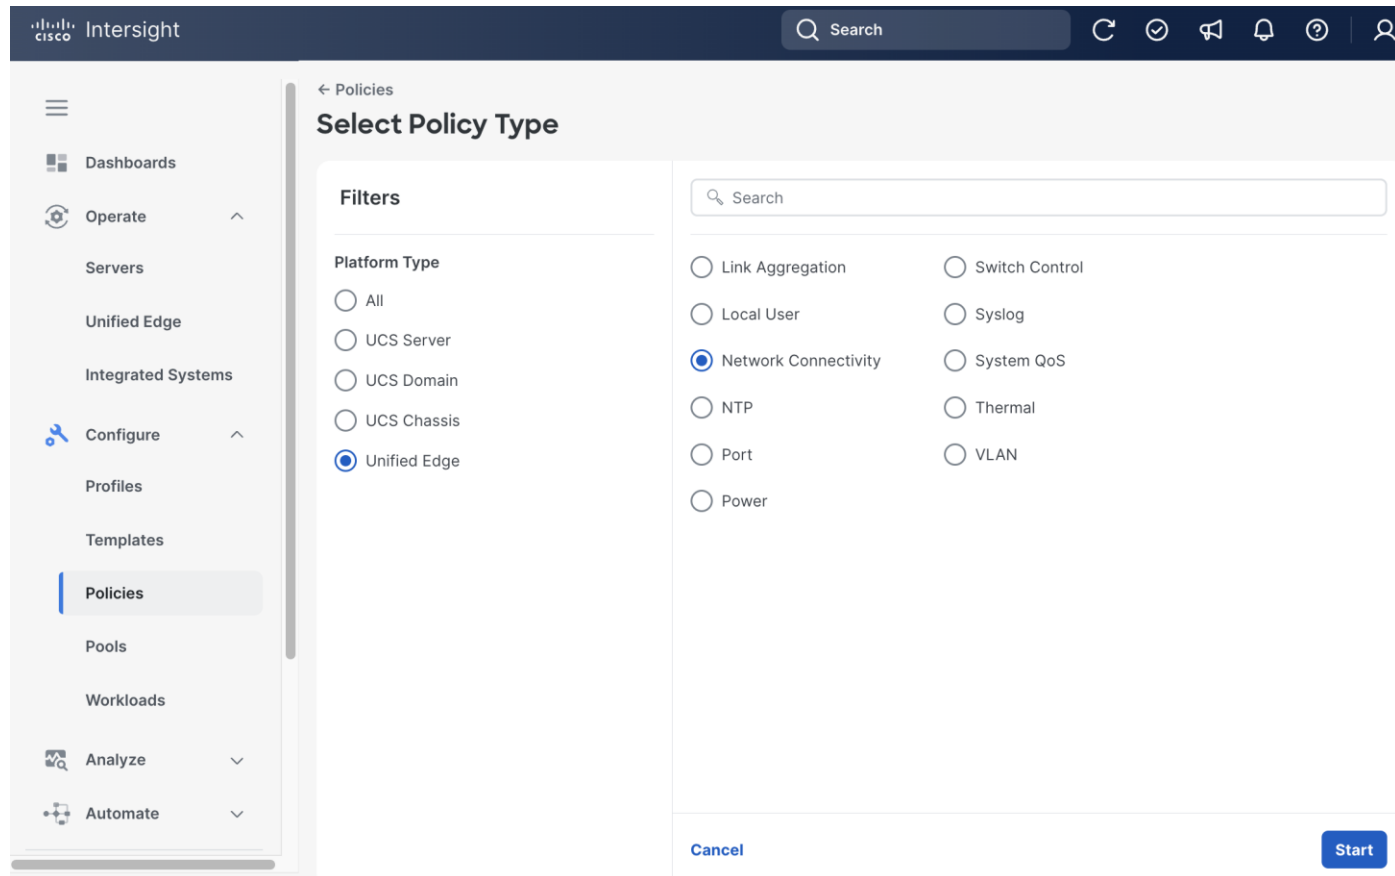 cisco Intersight
Search
← Policies
Select Policy Type
Dashboards
Operate
Servers
Unified Edge
Integrated Systems
Configure
Profiles
Templates
Policies
Pools
Workloads
Analyze
Automate
Filters
Platform Type
All
UCS Server
UCS Domain
UCS Chassis
Unified Edge
Search
Link Aggregation
Local User
Network Connectivity
NTP
Port
Power
Switch Control
Syslog
System QoS
Thermal
VLAN
Cancel
Start